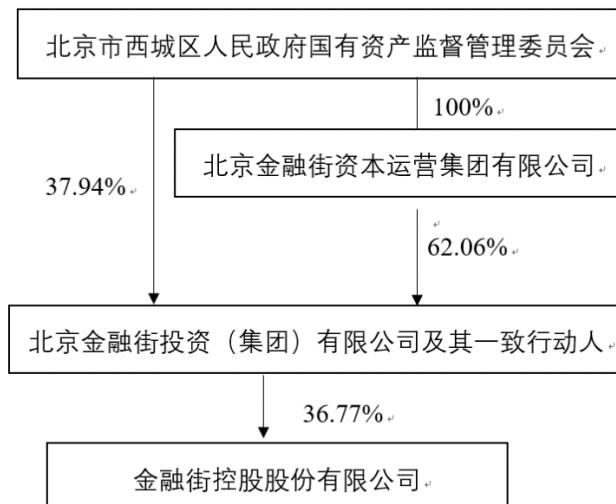 北京市西城区人民政府国有资产监督管理委员会
100%
北京金融街资本运营集团有限公司
37.94%
62.06%
北京金融街投资（集团）有限公司及其一致行动人
36.77%
金融街控股股份有限公司